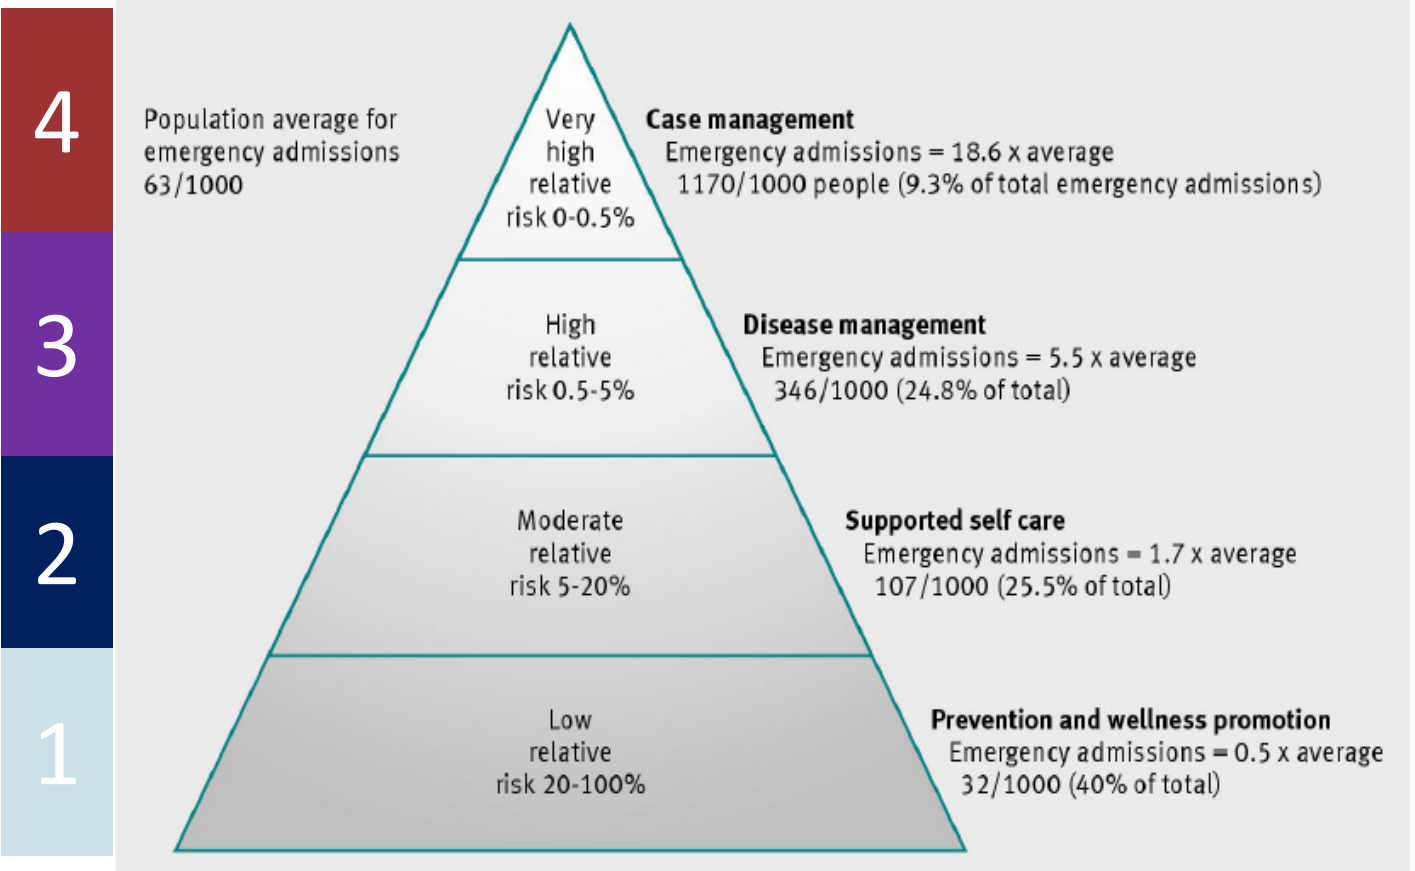 4
Population average for
emergency admissions
63/1000
Very
high
relative
risk 0-0.5%
Case management
Emergency admissions = 18.6 x average
1170/1000 people (9.3% of total emergency admissions)
3
High
relative
risk 0.5-5%
Disease management
Emergency admissions = 5.5 x average
346/1000 (24.8% of total)
2
Moderate
relative
risk 5-20%
Supported self care
Emergency admissions = 1.7 x average
107/1000 (25.5% of total)
1
Low
relative
risk 20-100%
Prevention and wellness promotion
Emergency admissions = 0.5 x average
32/1000 (40% of total)